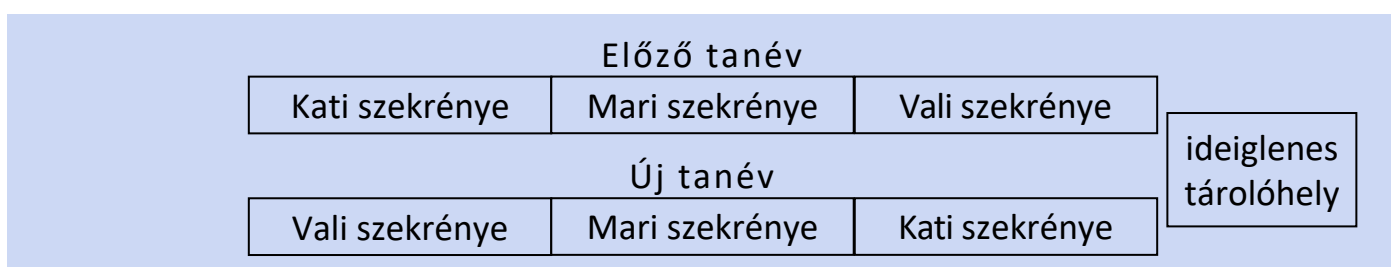 Előző tanév
Kati szekrénye Mari szekrénye Vali szekrénye
ideiglenes
tárolóhely
Új tanév
Vali szekrénye Mari szekrénye Kati szekrénye